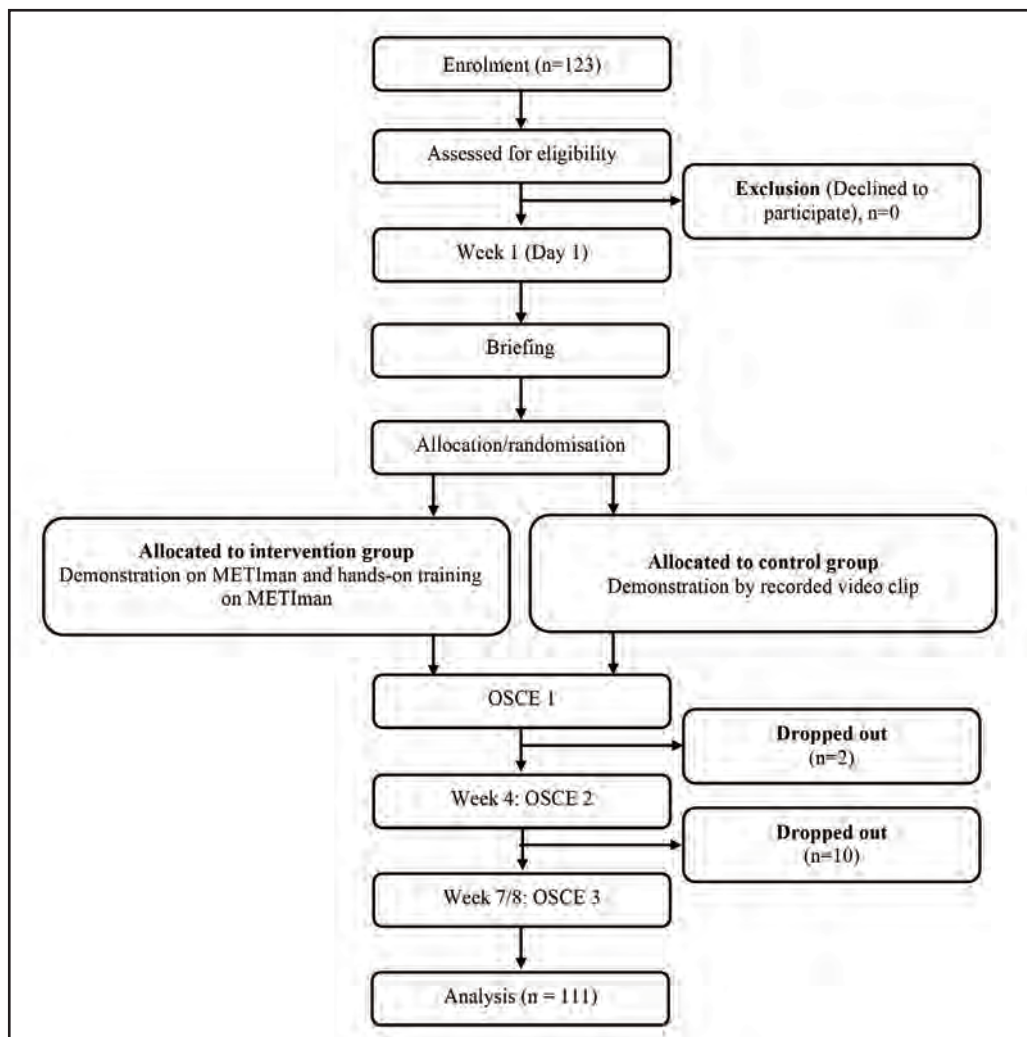 Enrolment (n=123)
Assessed for eligibility
Exclusion (Declined to
participate), n=0
Week 1 (Day 1)
Briefing
Allocation/randomisation
Allocated to intervention group
Demonstration on METIman and hands-on training
on METIman
Allocated to control group
Demonstration by recorded video clip
OSCE 1
Dropped out
(n=2)
Week 4: OSCE 2
Dropped out
(n=10)
Week 7/8: OSCE 3
Analysis (n = 111)